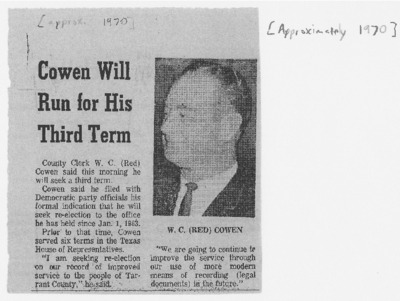 [approx. 1970]
[Approximately 1970]
Cowen Will
Run for His
Third Term
County Clerk W. C. (Red)
Cowen said this morning he
will seek a third term.
Cowen said he filed with
Democratic party officials his
formal indication that he will
seek re-election to the office
he has held since Jan. 1, 1963.
Prior to that time, Cowen
served six terms in the Texas
House of Representatives.
"I am seeking re-election
on our record of improved
service to the people of Tar-
rant County," he said.
W. C. (RED) COWEN
"We are going to continue to
improve the service through
our use of more modern
means of recording (legal
documents) in the future."